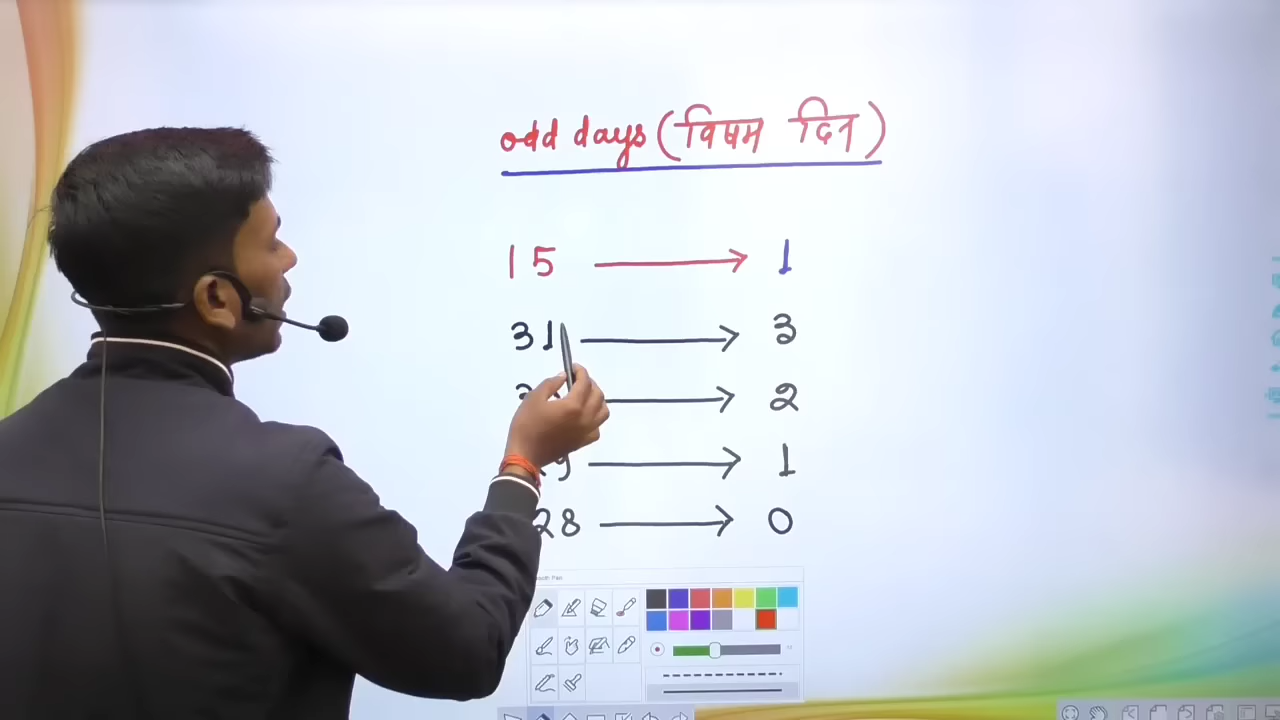 odd days (विषम दिन)
15 → 1
31 → 3
→ 2
→ 1
28 → 0